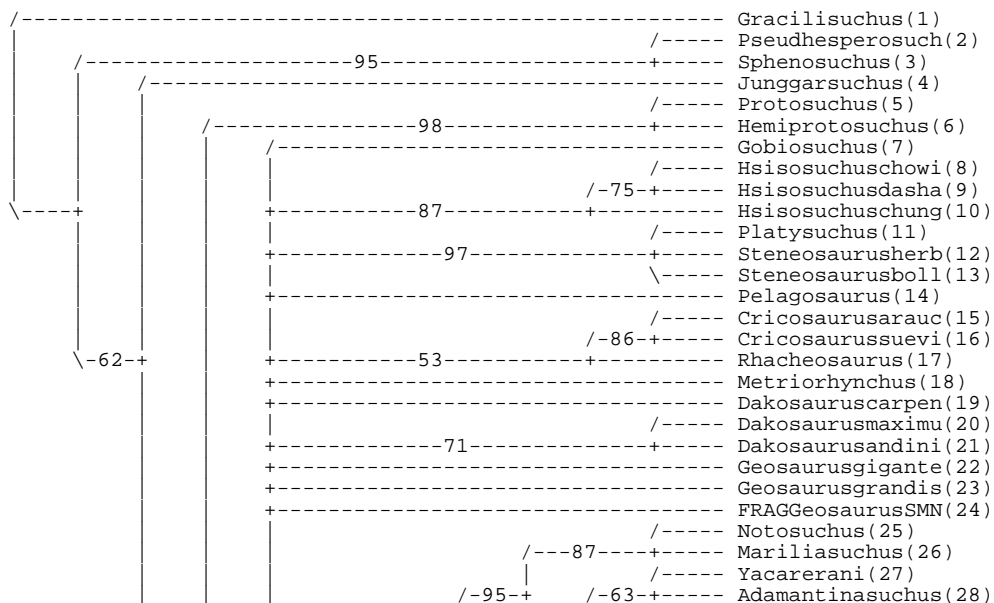 /------------------------------------------------------- Gracilisuchus(1)
|                                                 /----- Pseudhesperosuch(2)
|    /---------------------95---------------------+----- Sphenosuchus(3)
|    |    /--------------------------------------------- Junggarsuchus(4)
|    |    |                                       /----- Protosuchus(5)
|    |    |    /----------------98----------------+----- Hemiprotosuchus(6)
|    |    |    |    /----------------------------------- Gobiosuchus(7)
|    |    |    |    |                             /----- Hsisosuchuschowi(8)
|    |    |    |    |                        /-75-+----- Hsisosuchusdasha(9)
\----+    |    |    +-----------87-----------+---------- Hsisosuchuschung(10)
     |    |    |    |                             /----- Platysuchus(11)
     |    |    |    +-------------97--------------+----- Steneosaurusherb(12)
     |    |    |    |                             \----- Steneosaurusboll(13)
     |    |    |    +----------------------------------- Pelagosaurus(14)
     |    |    |    |                             /----- Cricosaurusarauc(15)
     |    |    |    |                        /-86-+----- Cricosaurussuevi(16)
     \-62-+    |    +-----------53-----------+---------- Rhacheosaurus(17)
          |    |    +----------------------------------- Metriorhynchus(18)
          |    |    +----------------------------------- Dakosauruscarpen(19)
          |    |    |                             /----- Dakosaurusmaximu(20)
          |    |    +-------------71--------------+----- Dakosaurusandini(21)
          |    |    +----------------------------------- Geosaurusgigante(22)
          |    |    +----------------------------------- Geosaurusgrandis(23)
          |    |    +----------------------------------- FRAGGeosaurusSMN(24)
          |    |    |                             /----- Notosuchus(25)
          |    |    |                   /---87----+----- Mariliasuchus(26)
          |    |    |                   |         /----- Yacarerani(27)
          |    |    |              /-95-+    /-63-+----- Adamantinasuchus(28)